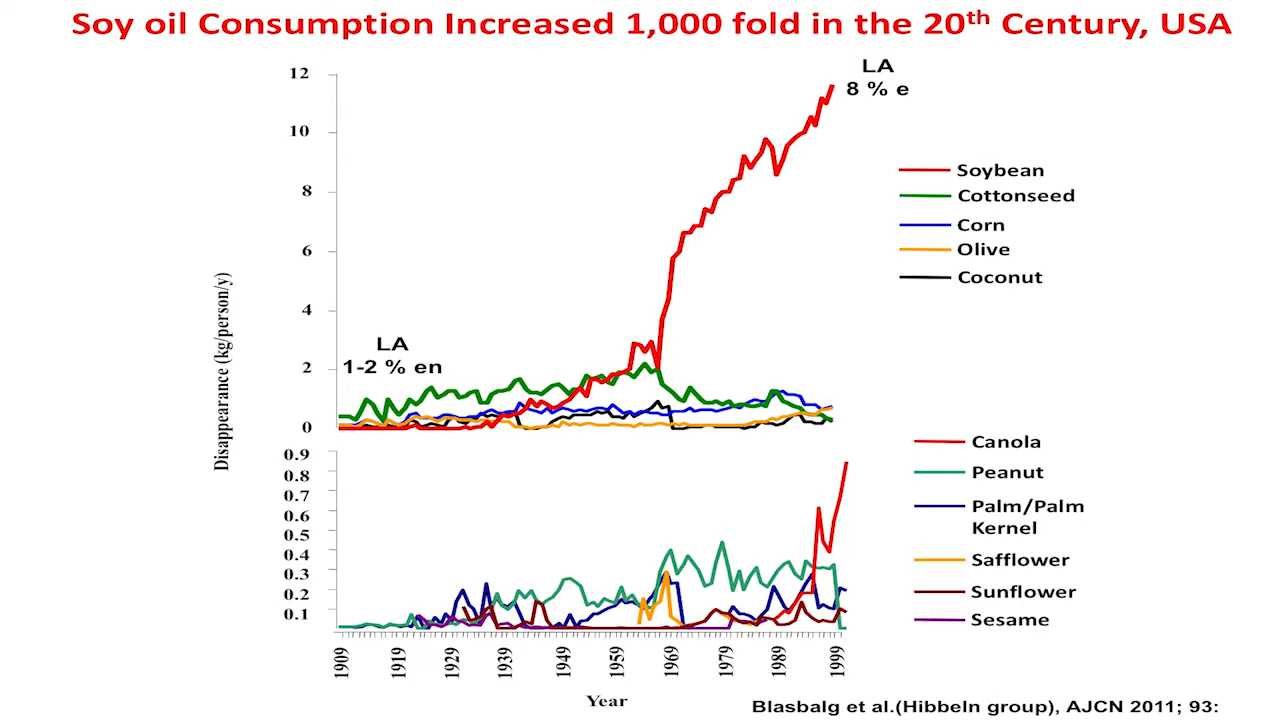 Soy oil Consumption Increased 1,000 fold in the 20th Century, USA
LA
8 % e
12
10
8
6
4
2
0
LA
1-2 % en
Disappearance (kg/person/y)
Soybean
Cottonseed
Corn
Olive
Coconut
0.9
0.8
0.7
0.6
0.5
0.4
0.3
0.2
0.1
Canola
Peanut
Palm/Palm
Kernel
Safflower
Sunflower
Sesame
1909 1919 1929 1939 1949 1959 1969 1979 1989 1999
Year
Blasbalg et al.(Hibbeln group), AJCN 2011; 93: